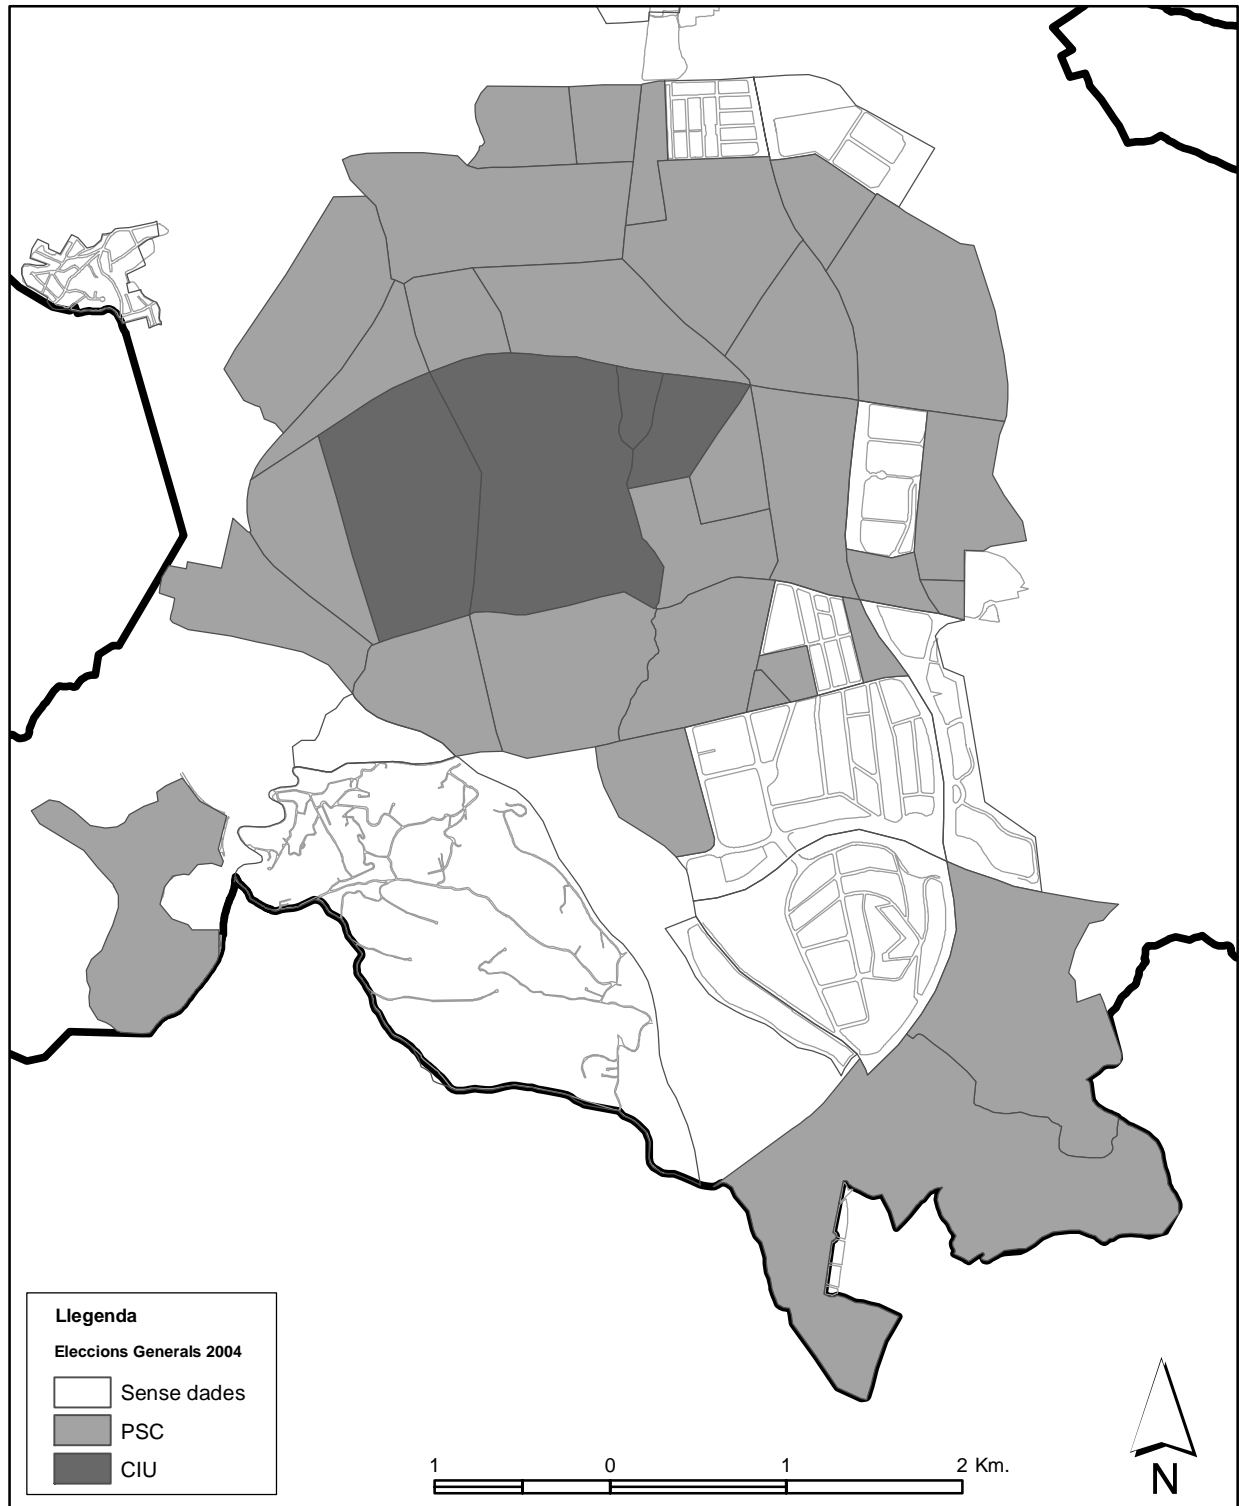 Llegenda
Eleccions Generals 2004
Sense dades
PSC
CIU
1 0 1 2 Km.
N